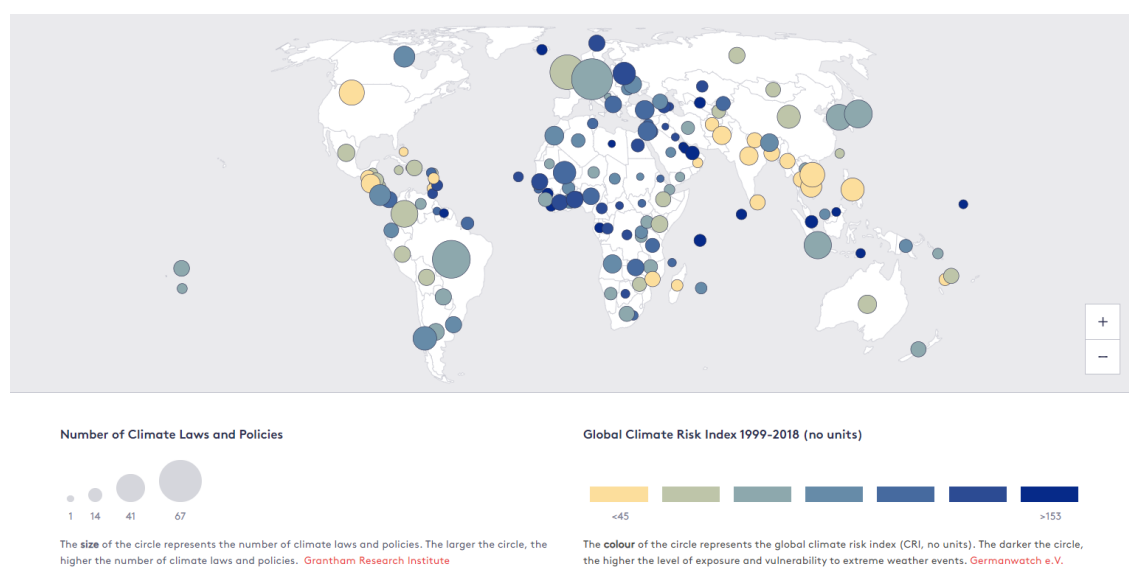 +
−
Number of Climate Laws and Policies
1 14 41 67
The size of the circle represents the number of climate laws and policies. The larger the circle, the
higher the number of climate laws and policies. Grantham Research Institute
Global Climate Risk Index 1999-2018 (no units)
<45 >153
The colour of the circle represents the global climate risk index (CRI, no units). The darker the circle,
the higher the level of exposure and vulnerability to extreme weather events. Germanwatch e.V.